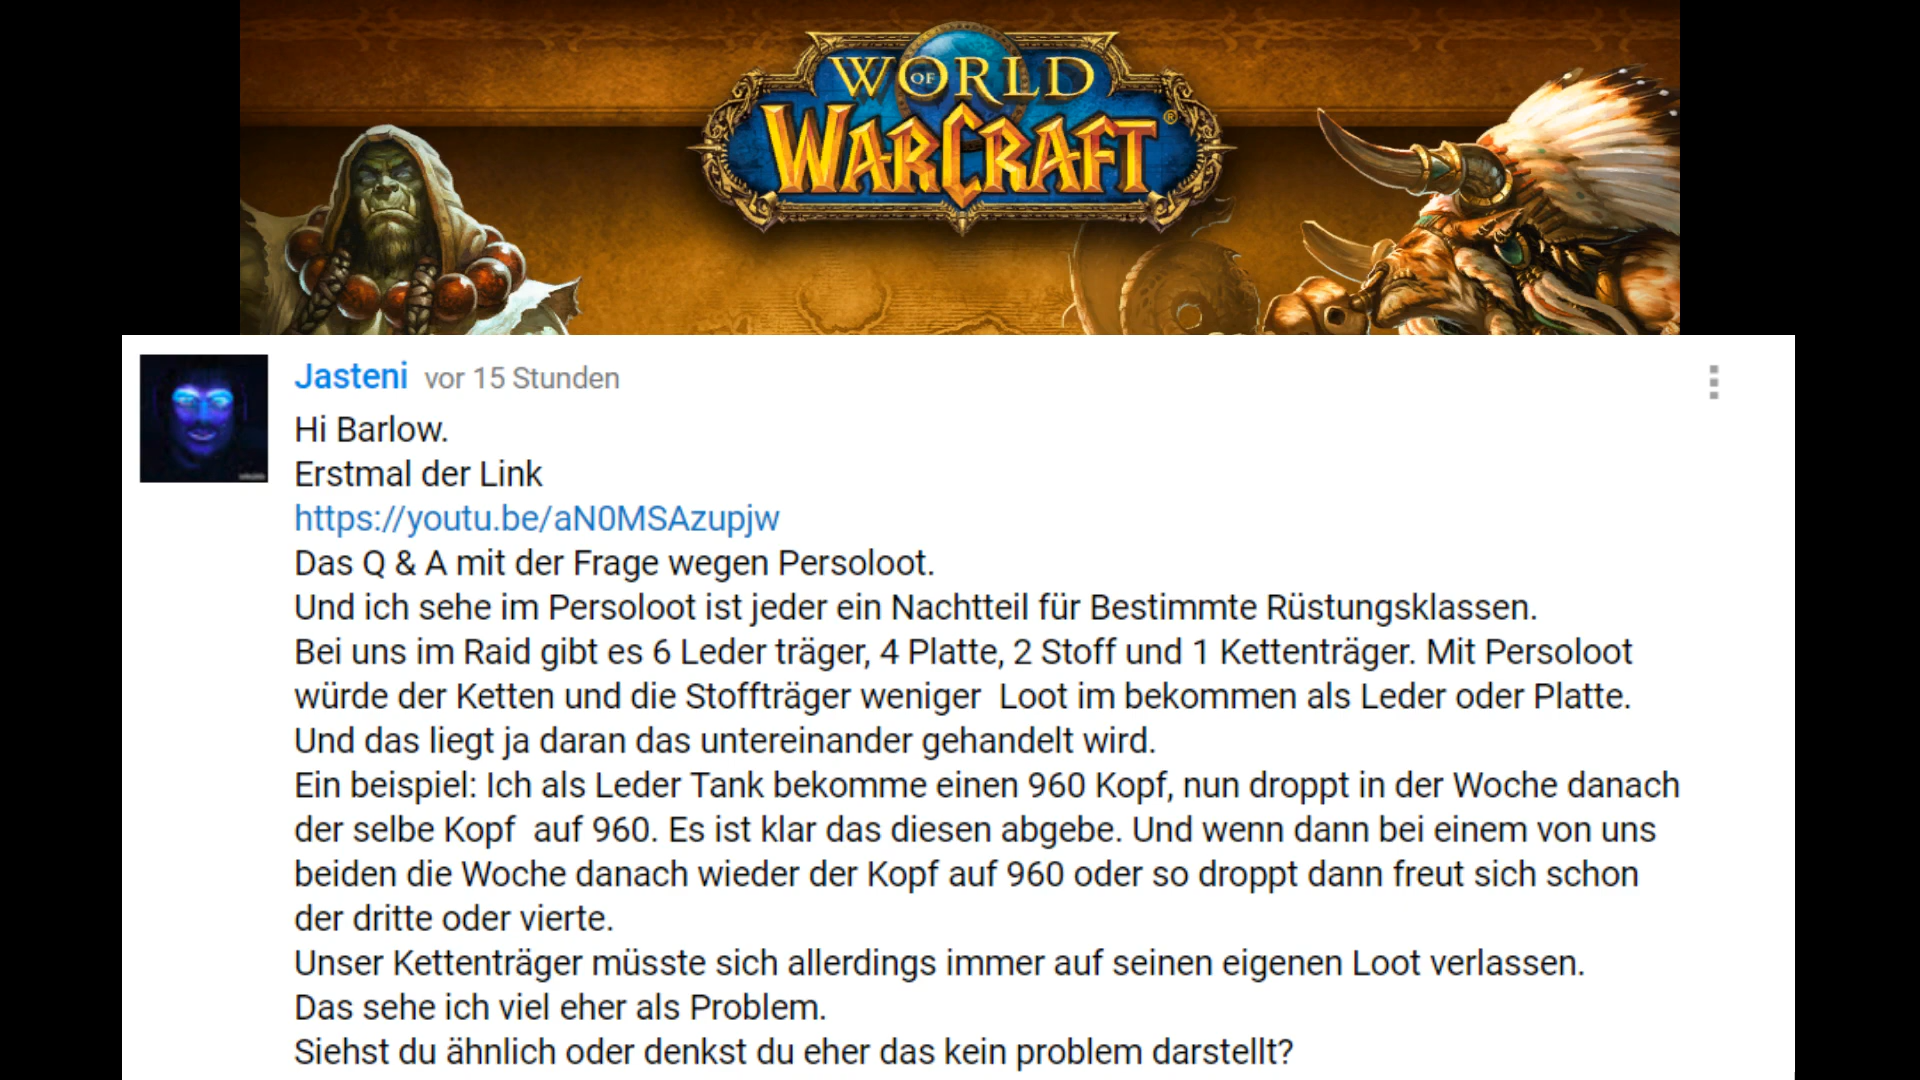 WORLD OF
WARCRAFT®
Jasteni vor 15 Stunden
Hi Barlow.
Erstmal der Link
https://youtu.be/aN0MSAzupjw
Das Q & A mit der Frage wegen Persoloot.
Und ich sehe im Persoloot ist jeder ein Nachtteil für Bestimmte Rüstungsklassen.
Bei uns im Raid gibt es 6 Leder träger, 4 Platte, 2 Stoff und 1 Kettenträger. Mit Persoloot
würde der Ketten und die Stoffträger weniger  Loot im bekommen als Leder oder Platte.
Und das liegt ja daran das untereinander gehandelt wird.
Ein beispiel: Ich als Leder Tank bekomme einen 960 Kopf, nun droppt in der Woche danach
der selbe Kopf  auf 960. Es ist klar das diesen abgebe. Und wenn dann bei einem von uns
beiden die Woche danach wieder der Kopf auf 960 oder so droppt dann freut sich schon
der dritte oder vierte.
Unser Kettenträger müsste sich allerdings immer auf seinen eigenen Loot verlassen.
Das sehe ich viel eher als Problem.
Siehst du ähnlich oder denkst du eher das kein problem darstellt?